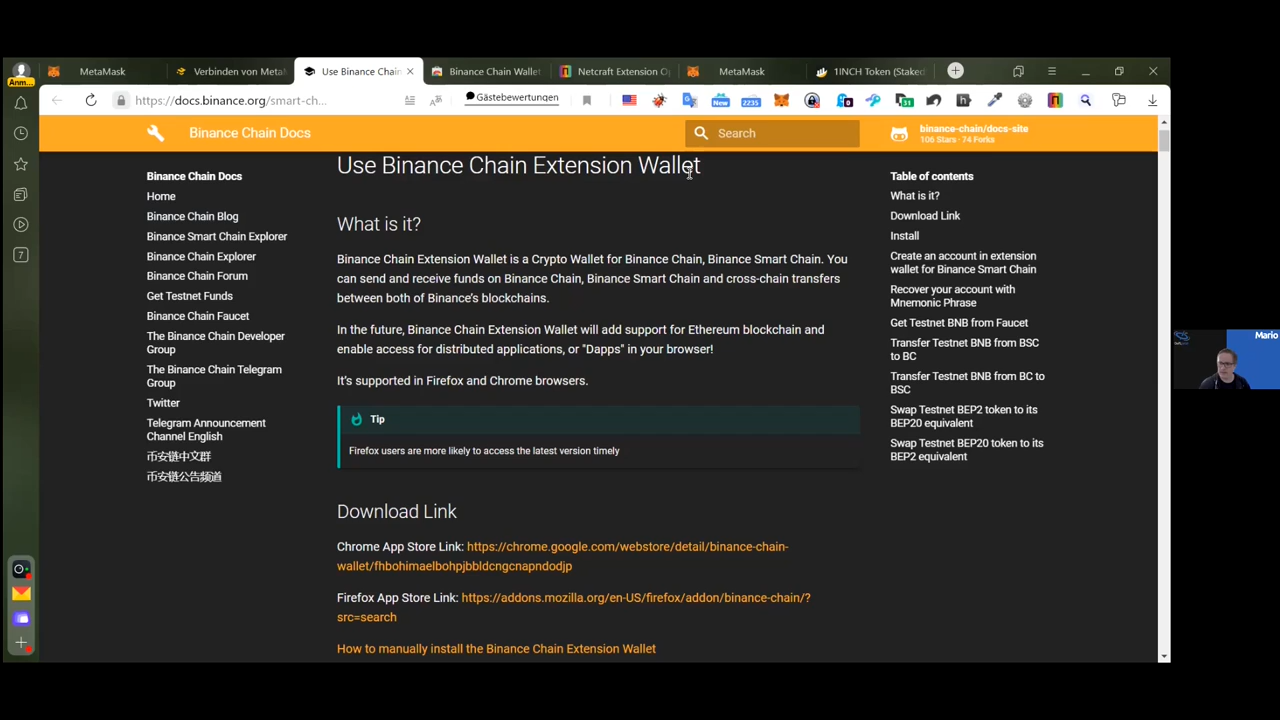 MetaMask
Verbinden von Meta
Use Binance Chain
Binance Chain Wallet
Netcraft Extension O
MetaMask
1INCH Token (Staked
Anm...
https://docs.binance.org/smart-ch...
Gästebewertungen
New
2235
31
Binance Chain Docs
Search
binance-chain/docs-site
106 Stars · 74 Forks
7
Binance Chain Docs
Home
Binance Chain Blog
Binance Smart Chain Explorer
Binance Chain Explorer
Binance Chain Forum
Get Testnet Funds
Binance Chain Faucet
The Binance Chain Developer
Group
The Binance Chain Telegram
Group
Twitter
Telegram Announcement
Channel English
币安链中文群
币安链公告频道
Use Binance Chain Extension Wallet
What is it?
Binance Chain Extension Wallet is a Crypto Wallet for Binance Chain, Binance Smart Chain. You
can send and receive funds on Binance Chain, Binance Smart Chain and cross-chain transfers
between both of Binance's blockchains.
In the future, Binance Chain Extension Wallet will add support for Ethereum blockchain and
enable access for distributed applications, or "Dapps" in your browser!
It's supported in Firefox and Chrome browsers.
Tip
Firefox users are more likely to access the latest version timely
Download Link
Chrome App Store Link: https://chrome.google.com/webstore/detail/binance-chain-
wallet/fhbohimaelbohpjbbldcngcnapndodjp
Firefox App Store Link: https://addons.mozilla.org/en-US/firefox/addon/binance-chain/?
src=search
How to manually install the Binance Chain Extension Wallet
Table of contents
What is it?
Download Link
Install
Create an account in extension
wallet for Binance Smart Chain
Recover your account with
Mnemonic Phrase
Get Testnet BNB from Faucet
Transfer Testnet BNB from BSC
to BC
Transfer Testnet BNB from BC to
BSC
Swap Testnet BEP2 token to its
BEP20 equivalent
Swap Testnet BEP20 token to its
BEP2 equivalent
Mario